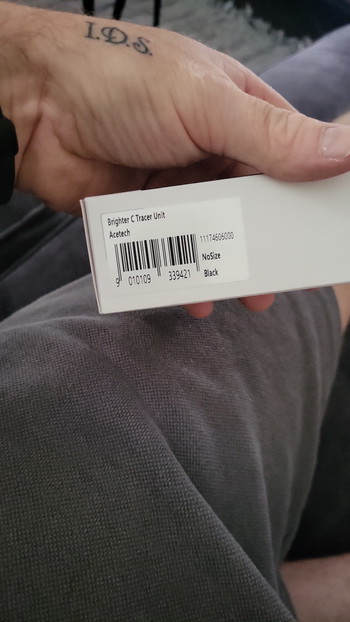 I.D.S.
Brighter C Tracer Unit
Acetech
11174606000
NoSize
Black
9 010109 339421